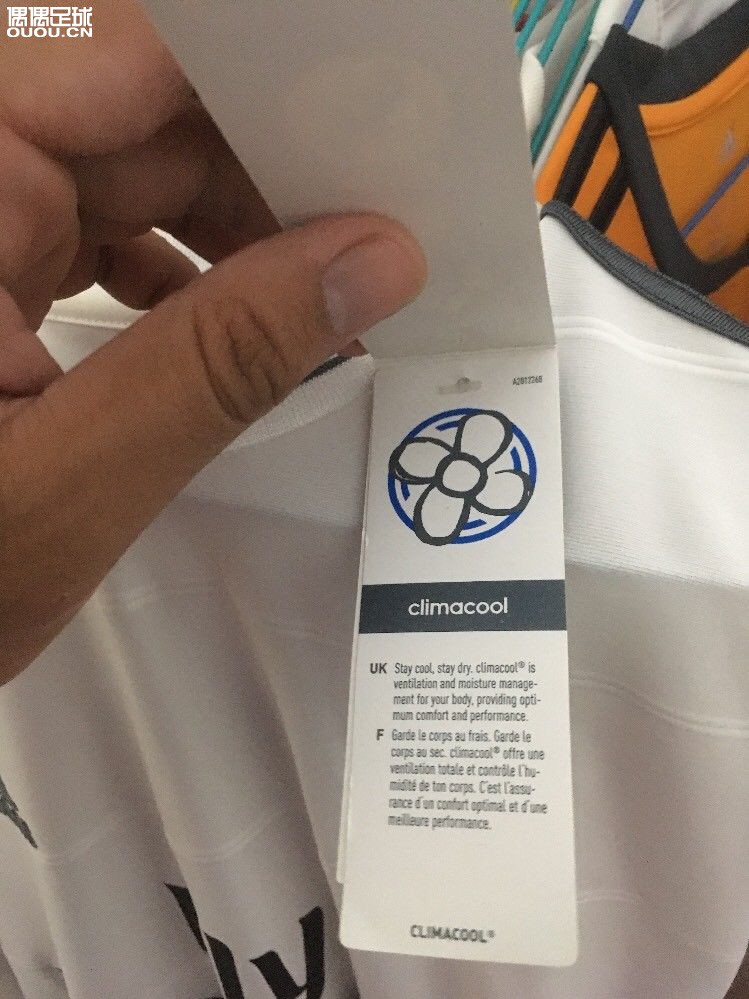 偶偶足球
OUOU.CN
A2012268
climacool
UK Stay cool, stay dry. climacool® is
ventilation and moisture manage-
ment for your body, providing opti-
mum comfort and performance.
F Garde le corps au frais. Garde le
corps au sec. climacool® offre une
ventilation totale et contrôle l'hu-
midité de ton corps. C'est l'assu-
rance d'un confort optimal et d'une
meilleure performance.
CLIMACOOL®
ly